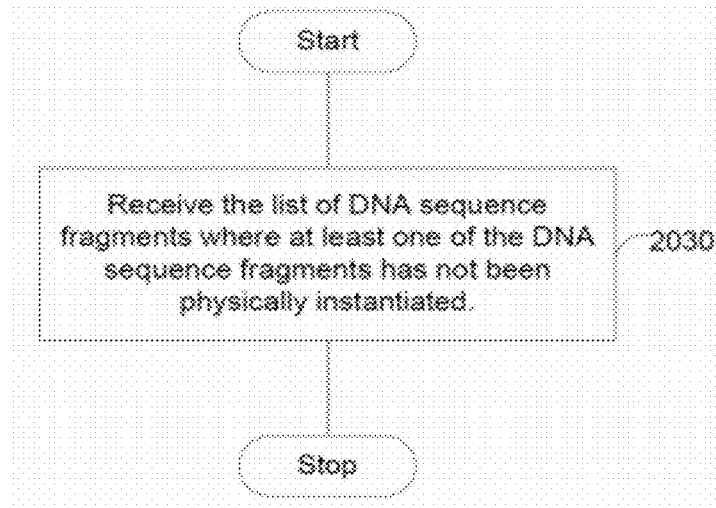 Start
Receive the list of DNA sequence
fragments where at least one of the DNA
sequence fragments has not been
physically instantiated.
2030
Stop